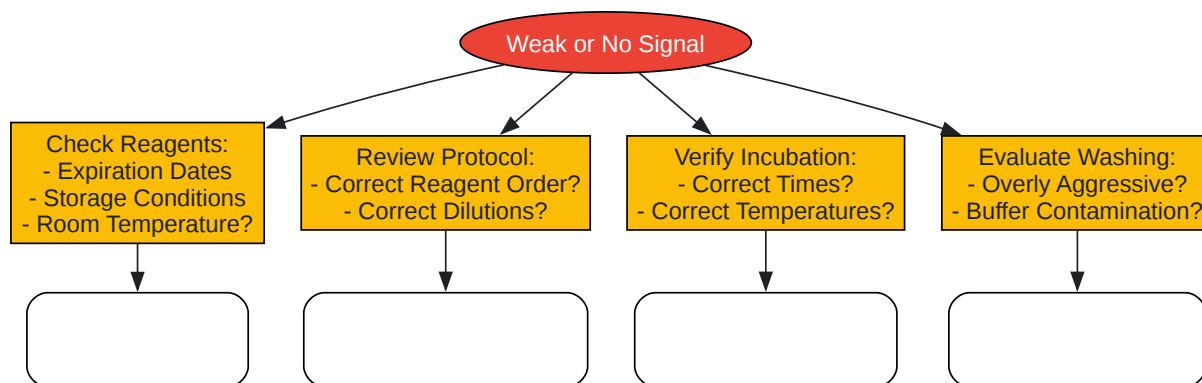 Weak or No Signal
Check Reagents:
- Expiration Dates
- Storage Conditions
- Room Temperature?
Review Protocol:
- Correct Reagent Order?
- Correct Dilutions?
Verify Incubation:
- Correct Times?
- Correct Temperatures?
Evaluate Washing:
- Overly Aggressive?
- Buffer Contamination?